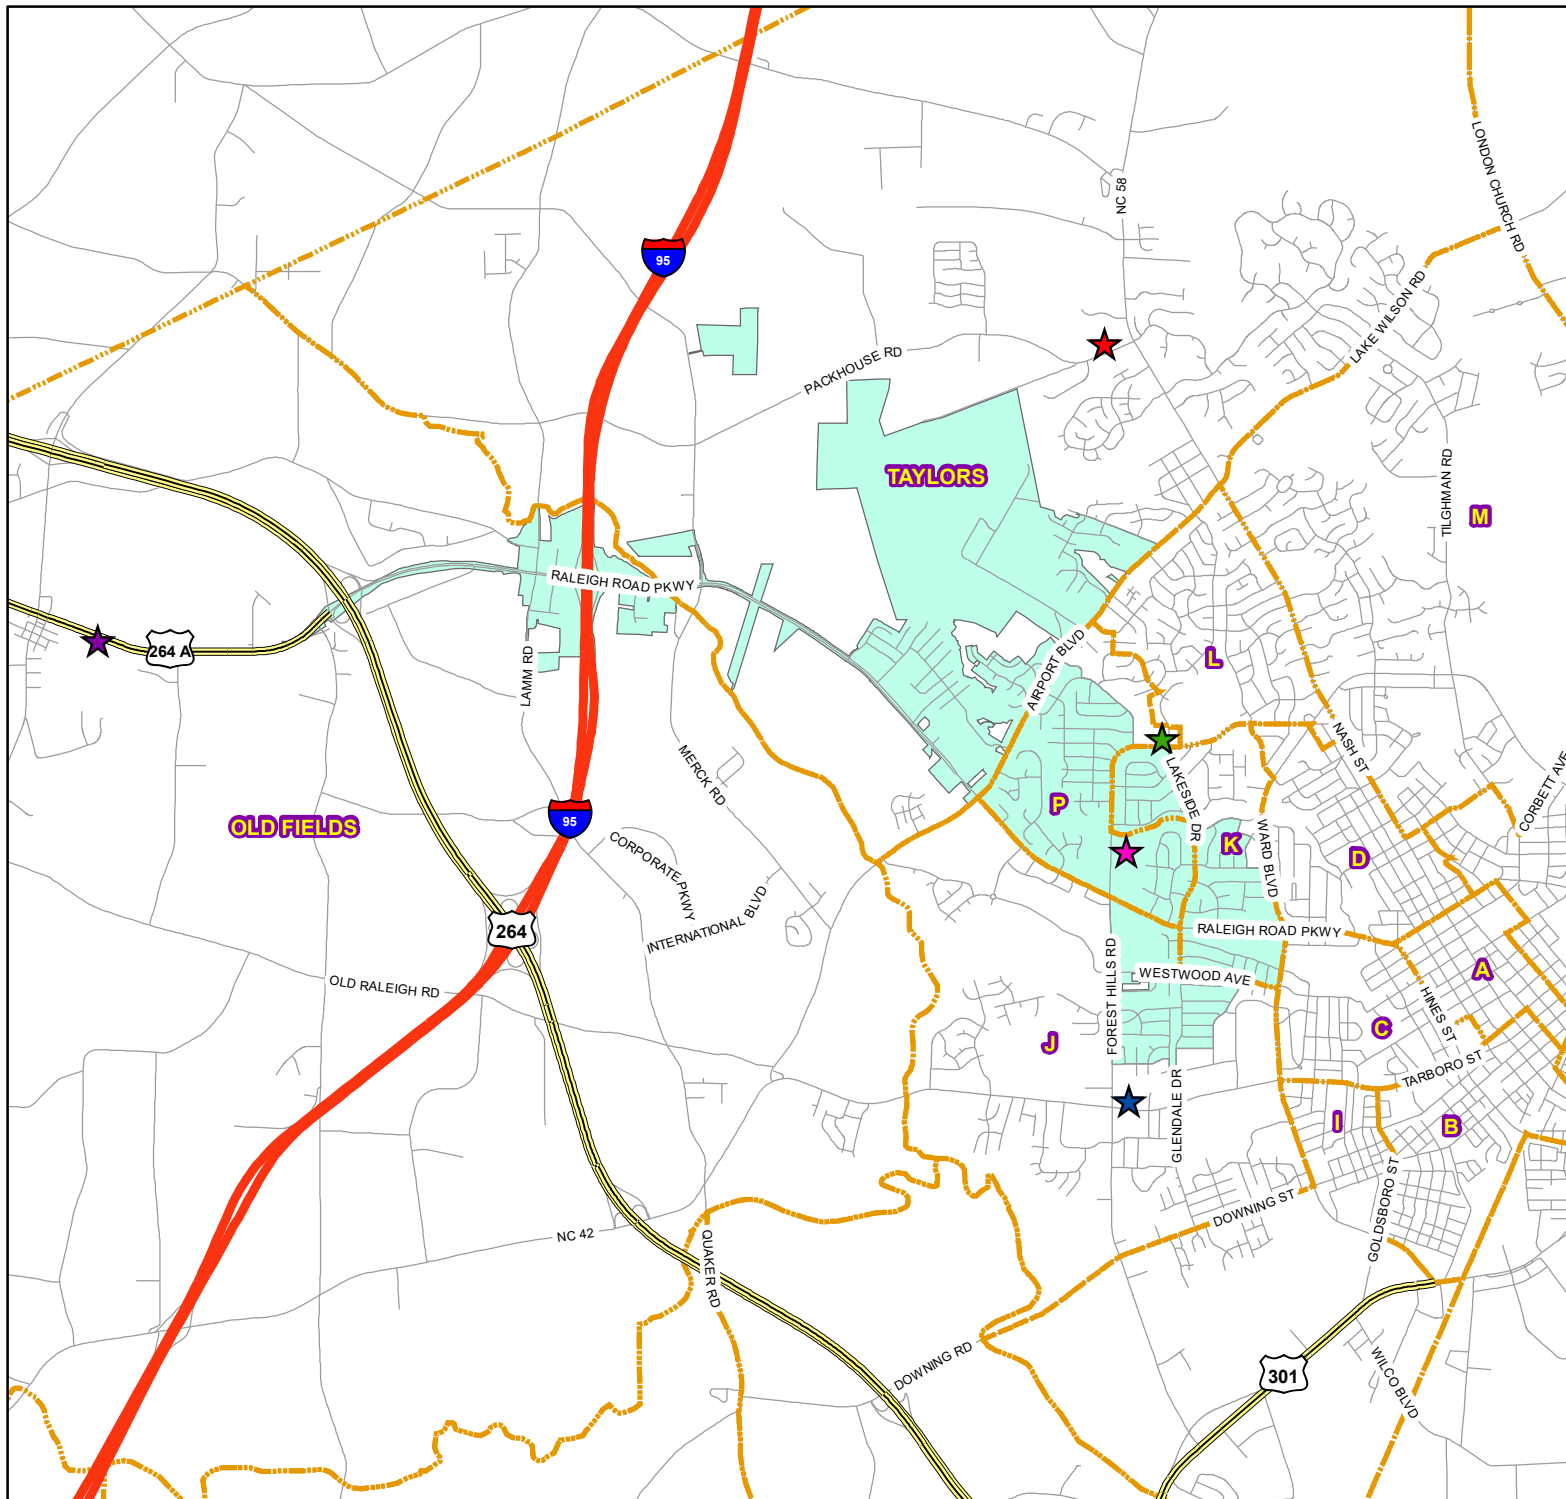 LONDON CHURCH RD
NC 58
95
LAKE WILSON RD
PACKHOUSE RD
TAYLORS
TILGHMAN RD
M
RALEIGH ROAD PKWY
264 A
LAMM RD
AIRPORT BLVD
L
NASH ST
MERCK RD
LAKESIDE DR
CORBETT AVE
P
OLD FIELDS
95
CORPORATE PKWY
K
WARD BLVD
D
INTERNATIONAL BLVD
264
RALEIGH ROAD PKWY
OLD RALEIGH RD
FOREST HILLS RD
WESTWOOD AVE
A
HINES ST
C
J
TARBORO ST
GLENDALE DR
I
B
DOWNING ST
GOLDSBORO ST
NC 42
QUAKER RD
DOWNING RD
301
WILCO BLVD